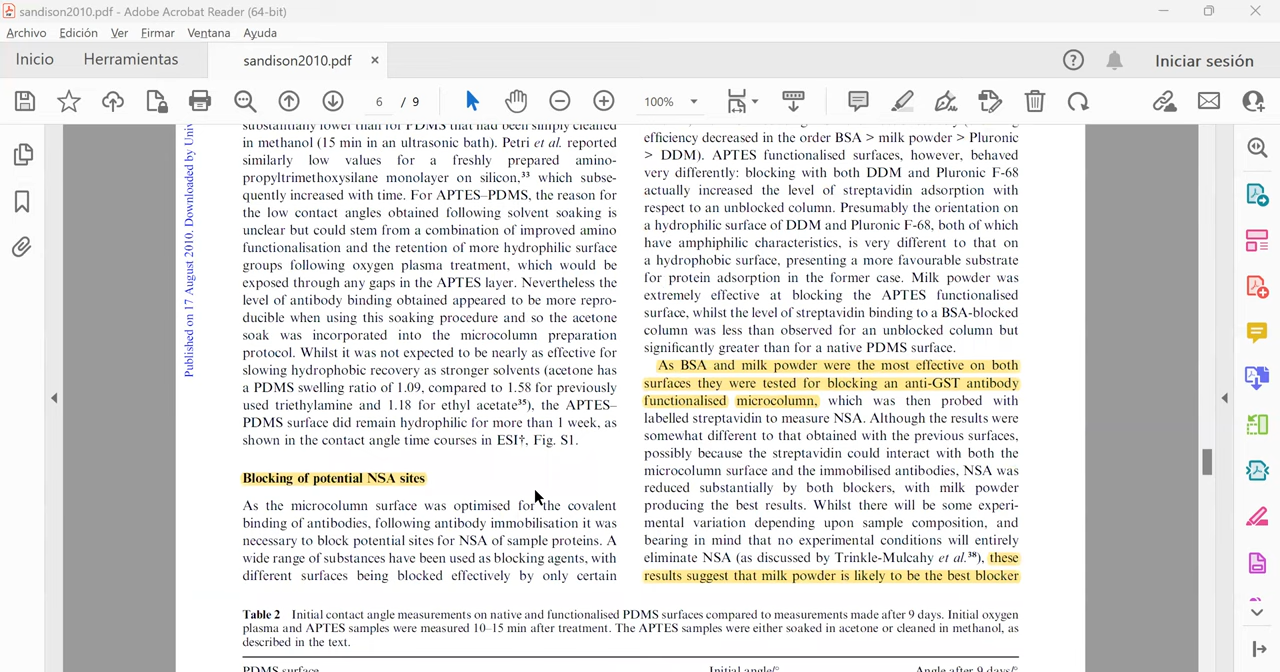 sandison2010.pdf - Adobe Acrobat Reader (64-bit)
Archivo Edición Ver Firmar Ventana Ayuda
Inicio Herramientas sandison2010.pdf × Iniciar sesión
6 / 9 100%
Published on 17 August 2010. Downloaded by
substantially lower than for PDMS that had been simply cleaned
in methanol (15 min in an ultrasonic bath). Petri et al. reported
similarly low values for a freshly prepared amino-
propyltrimethoxysilane monolayer on silicon,³³ which subse-
quently increased with time. For APTES–PDMS, the reason for
the low contact angles obtained following solvent soaking is
unclear but could stem from a combination of improved amino
functionalisation and the retention of more hydrophilic surface
groups following oxygen plasma treatment, which would be
exposed through any gaps in the APTES layer. Nevertheless the
level of antibody binding obtained appeared to be more repro-
ducible when using this soaking procedure and so the acetone
soak was incorporated into the microcolumn preparation
protocol. Whilst it was not expected to be nearly as effective for
slowing hydrophobic recovery as stronger solvents (acetone has
a PDMS swelling ratio of 1.09, compared to 1.58 for previously
used triethylamine and 1.18 for ethyl acetate³⁵), the APTES–
PDMS surface did remain hydrophilic for more than 1 week, as
shown in the contact angle time courses in ESI†, Fig. S1.
Blocking of potential NSA sites
As the microcolumn surface was optimised for the covalent
binding of antibodies, following antibody immobilisation it was
necessary to block potential sites for NSA of sample proteins. A
wide range of substances have been used as blocking agents, with
different surfaces being blocked effectively by only certain
efficiency decreased in the order BSA > milk powder > Pluronic
> DDM). APTES functionalised surfaces, however, behaved
very differently: blocking with both DDM and Pluronic F-68
actually increased the level of streptavidin adsorption with
respect to an unblocked column. Presumably the orientation on
a hydrophilic surface of DDM and Pluronic F-68, both of which
have amphiphilic characteristics, is very different to that on
a hydrophobic surface, presenting a more favourable substrate
for protein adsorption in the former case. Milk powder was
extremely effective at blocking the APTES functionalised
surface, whilst the level of streptavidin binding to a BSA-blocked
column was less than observed for an unblocked column but
significantly greater than for a native PDMS surface.
As BSA and milk powder were the most effective on both
surfaces they were tested for blocking an anti-GST antibody
functionalised microcolumn, which was then probed with
labelled streptavidin to measure NSA. Although the results were
somewhat different to that obtained with the previous surfaces,
possibly because the streptavidin could interact with both the
microcolumn surface and the immobilised antibodies, NSA was
reduced substantially by both blockers, with milk powder
producing the best results. Whilst there will be some experi-
mental variation depending upon sample composition, and
bearing in mind that no experimental conditions will entirely
eliminate NSA (as discussed by Trinkle-Mulcahy et al.³⁸), these
results suggest that milk powder is likely to be the best blocker
Table 2 Initial contact angle measurements on native and functionalised PDMS surfaces compared to measurements made after 9 days. Initial oxygen
plasma and APTES samples were measured 10–15 min after treatment. The APTES samples were either soaked in acetone or cleaned in methanol, as
described in the text.
PDMS surface Initial angle/° Angle after 9 days/°